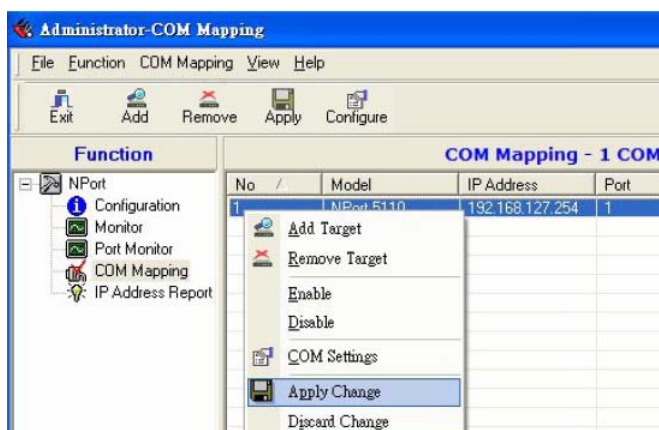 Administrator-COM Mapping
File Function COM Mapping View Help
Exit Add Remove Apply Configure
Function
COM Mapping - 1 COM
NPort
Configuration
Monitor
Port Monitor
COM Mapping
IP Address Report
No Model IP Address Port
1 NPort 5110 192.168.127.254 1
Add Target
Remove Target
Enable
Disable
COM Settings
Apply Change
Discard Change